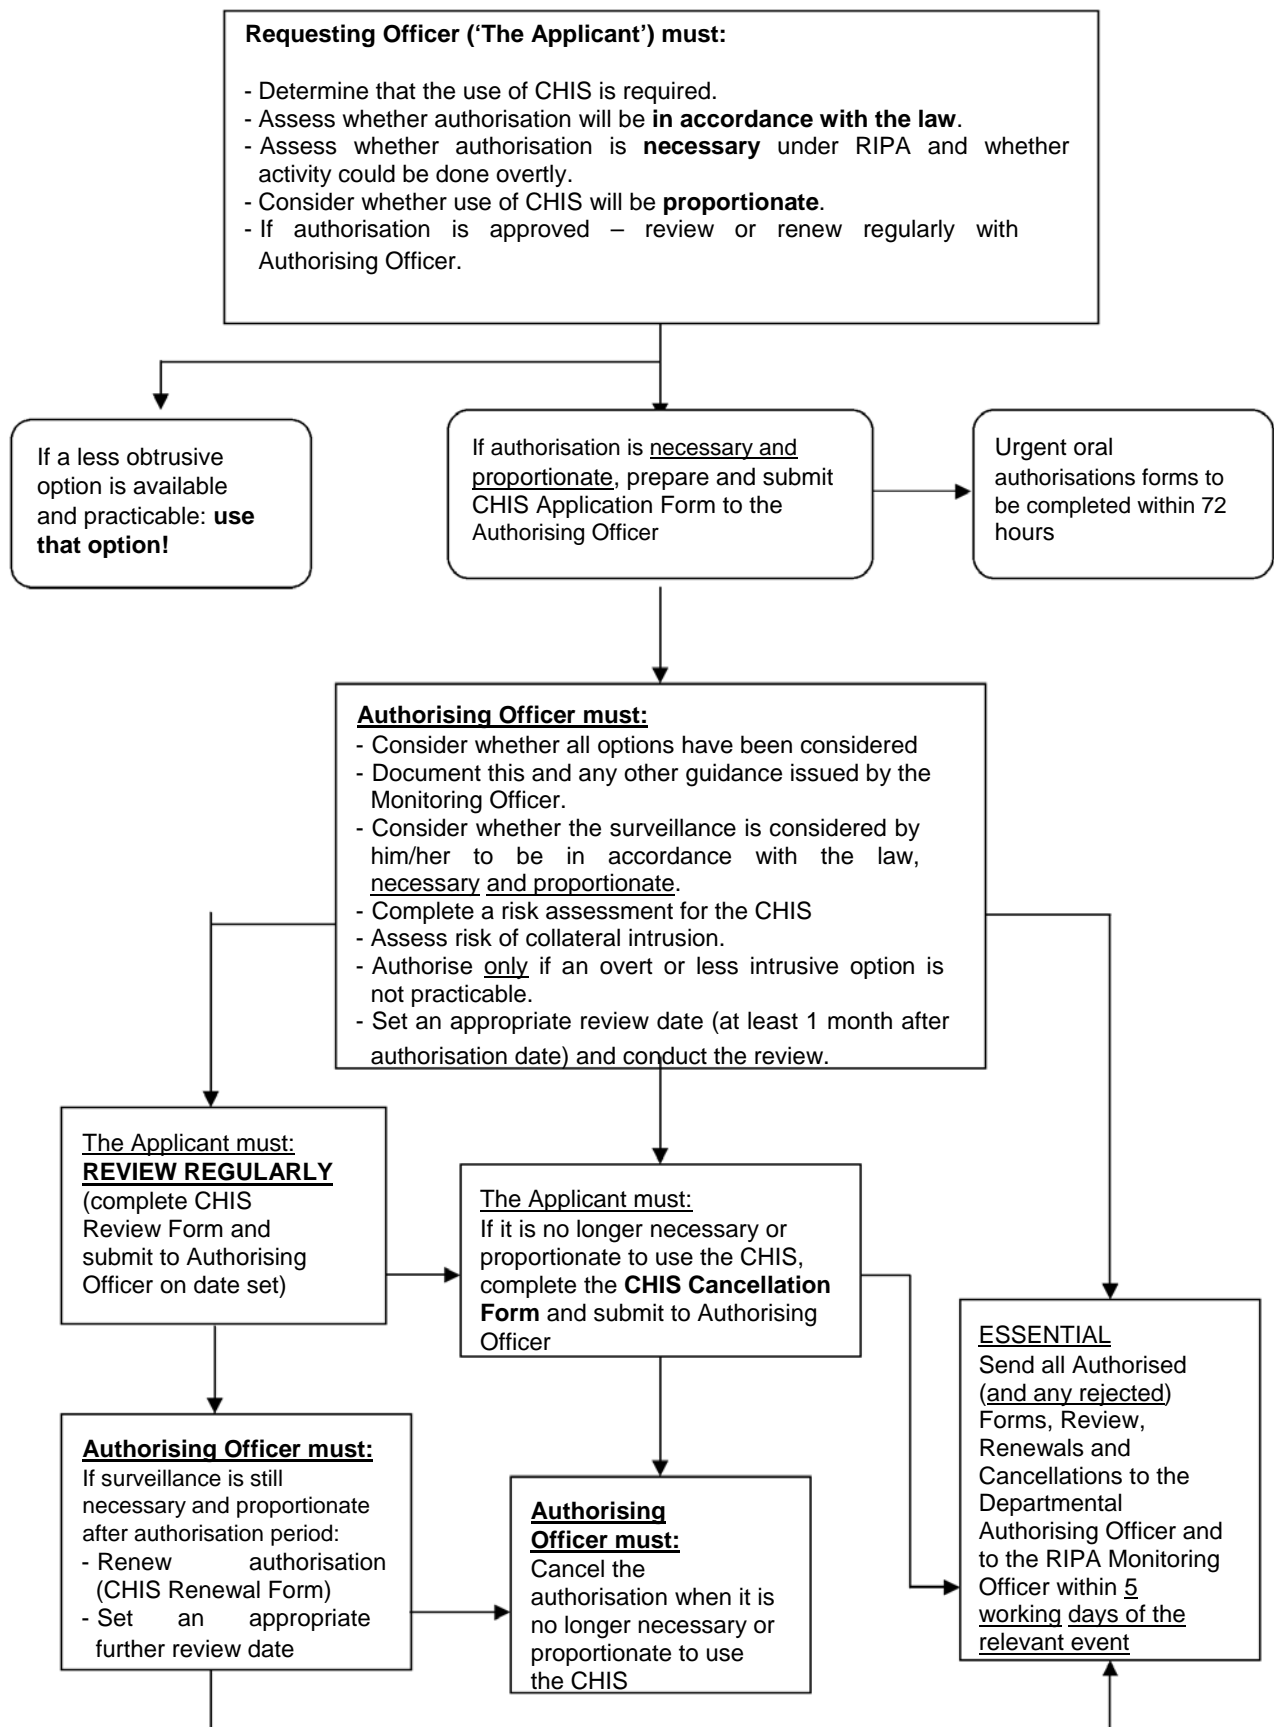 Requesting Officer (‘The Applicant’) must:
- Determine that the use of CHIS is required.
- Assess whether authorisation will be in accordance with the law.
- Assess whether authorisation is necessary under RIPA and whether
activity could be done overtly.
- Consider whether use of CHIS will be proportionate.
- If authorisation is approved – review or renew regularly with
Authorising Officer.
If a less obtrusive
option is available
and practicable: use
that option!
If authorisation is necessary and
proportionate, prepare and submit
CHIS Application Form to the
Authorising Officer
Urgent oral
authorisations forms to
be completed within 72
hours
Authorising Officer must:
- Consider whether all options have been considered
- Document this and any other guidance issued by the
Monitoring Officer.
- Consider whether the surveillance is considered by
him/her to be in accordance with the law,
necessary and proportionate.
- Complete a risk assessment for the CHIS
- Assess risk of collateral intrusion.
- Authorise only if an overt or less intrusive option is
not practicable.
- Set an appropriate review date (at least 1 month after
authorisation date) and conduct the review.
The Applicant must:
REVIEW REGULARLY
(complete CHIS
Review Form and
submit to Authorising
Officer on date set)
The Applicant must:
If it is no longer necessary or
proportionate to use the CHIS,
complete the CHIS Cancellation
Form and submit to Authorising
Officer
ESSENTIAL
Send all Authorised
(and any rejected)
Forms, Review,
Renewals and
Cancellations to the
Departmental
Authorising Officer and
to the RIPA Monitoring
Officer within 5
working days of the
relevant event
Authorising Officer must:
If surveillance is still
necessary and proportionate
after authorisation period:
- Renew authorisation
(CHIS Renewal Form)
- Set an appropriate
further review date
Authorising
Officer must:
Cancel the
authorisation when it is
no longer necessary or
proportionate to use
the CHIS